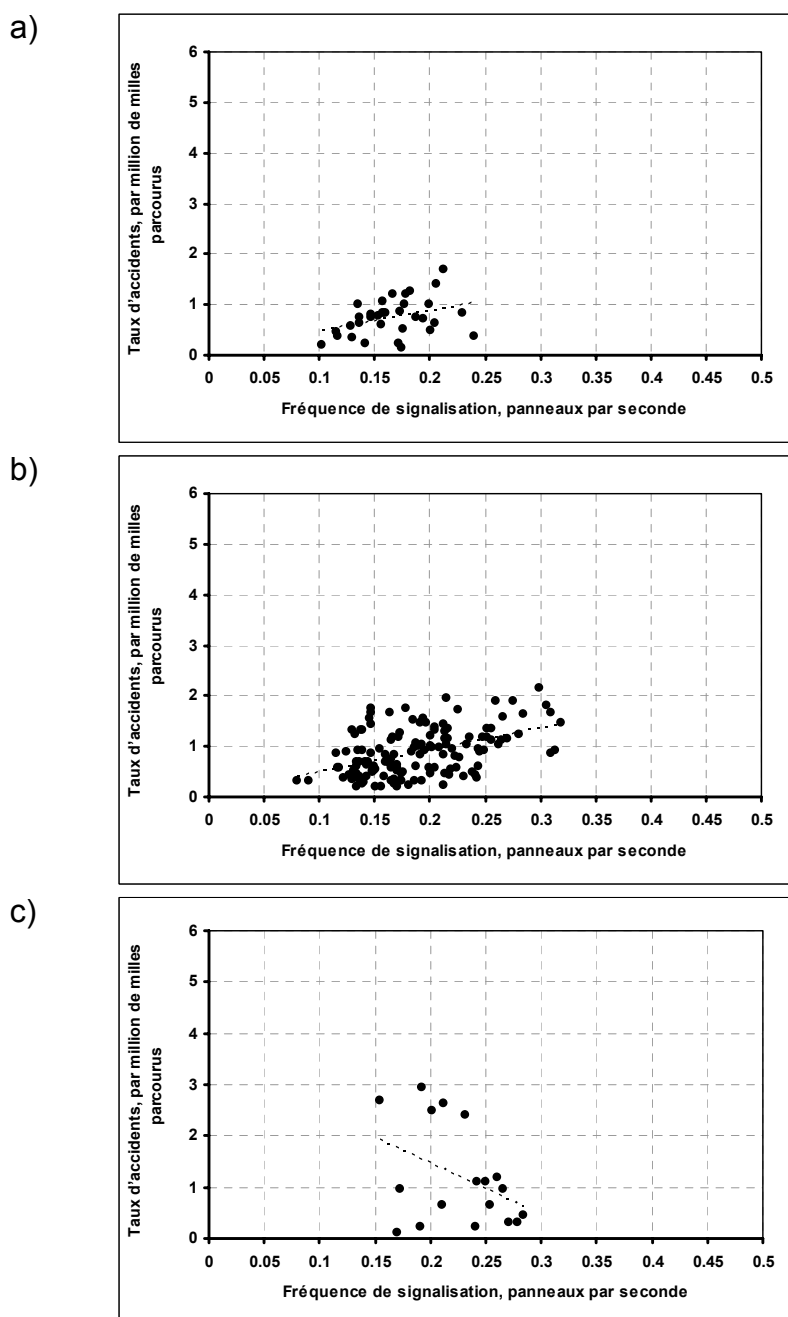 a)
6
5
4
3
2
1
0
Taux d'accidents, par million de milles
parcourus
0 0.05 0.1 0.15 0.2 0.25 0.3 0.35 0.4 0.45 0.5
Fréquence de signalisation, panneaux par seconde
b)
6
5
4
3
2
1
0
Taux d'accidents, par million de milles
parcourus
0 0.05 0.1 0.15 0.2 0.25 0.3 0.35 0.4 0.45 0.5
Fréquence de signalisation, panneaux par seconde
c)
6
5
4
3
2
1
0
Taux d'accidents, par million de milles
parcourus
0 0.05 0.1 0.15 0.2 0.25 0.3 0.35 0.4 0.45 0.5
Fréquence de signalisation, panneaux par seconde